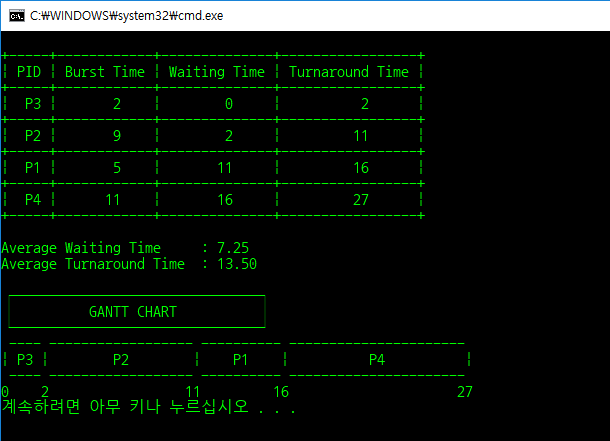 C:₩WINDOWS₩system32₩cmd.exe
PID | Burst Time | Waiting Time | Turnaround Time
P3 | 2 | 0 | 2
P2 | 9 | 2 | 11
P1 | 5 | 11 | 16
P4 | 11 | 16 | 27
Average Waiting Time : 7.25
Average Turnaround Time : 13.50
GANTT CHART
| P3 | P2 | P1 | P4 |
0 2 11 16 27
계속하려면 아무 키나 누르십시오 . . .